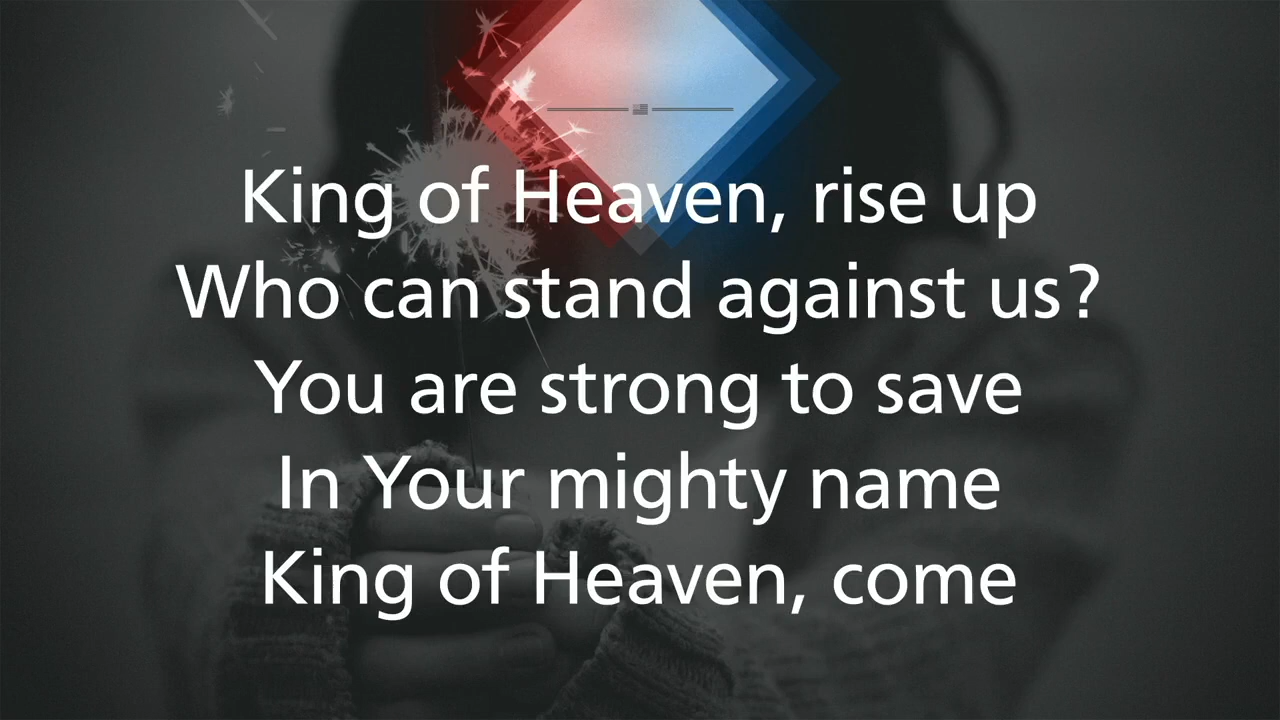 King of Heaven, rise up
Who can stand against us?
You are strong to save
In Your mighty name
King of Heaven, come